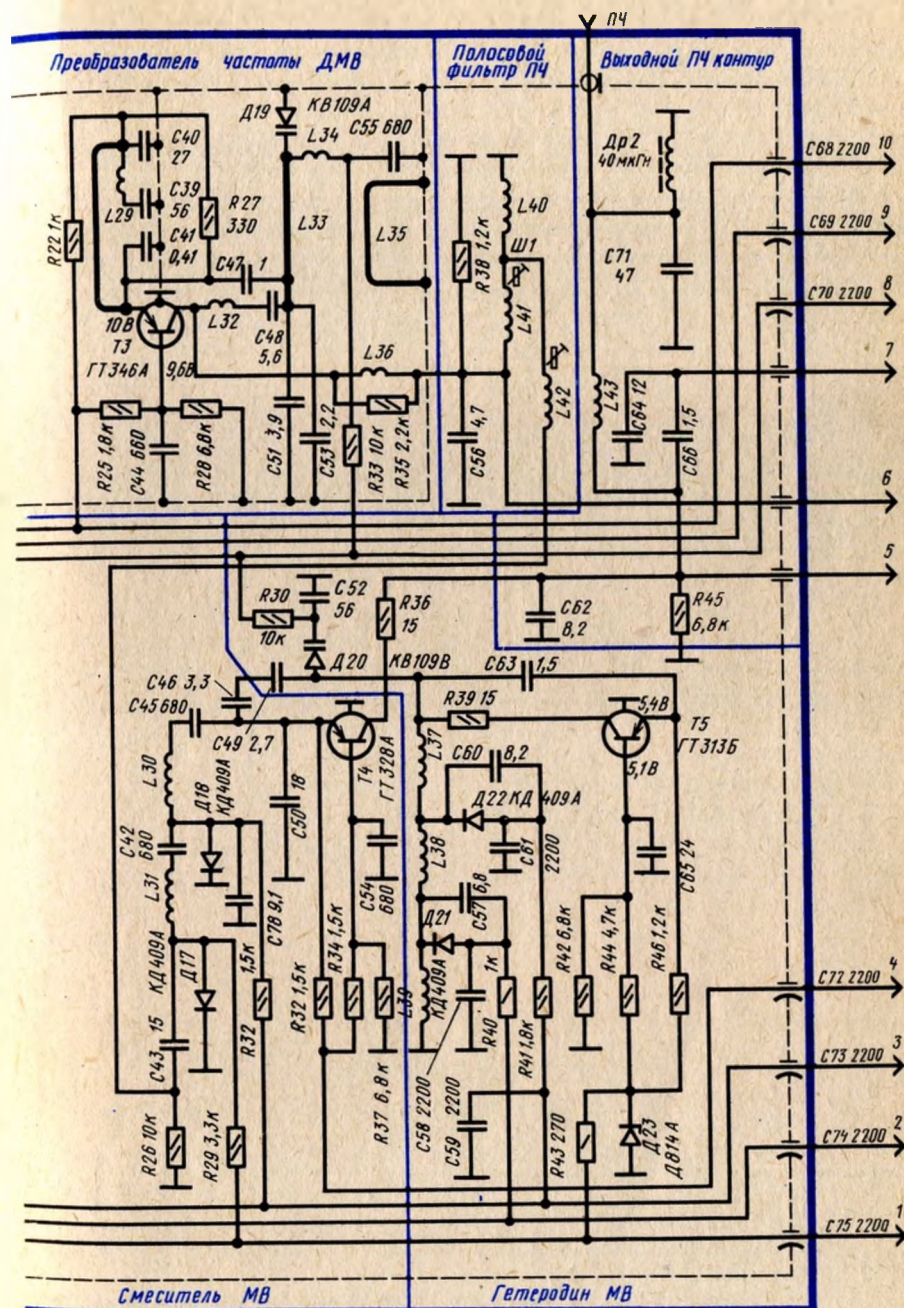 ПЧ
Преобразователь частоты ДМВ
Полосовой
фильтр ПЧ
Выходной ПЧ контур
Д19
КВ109А
L34
C55 680
C40
27
C39
56
L29
C41
0,41
R27
330
R22 1к
L33
L35
C47 1
L32
C48
5,6
10В
Т3
ГТ346А
9,6В
L36
R25 1,8к
C44 660
R28 6,8к
C51 3,9
C53 2,2
R33 10к
R35 2,2к
R38 1,2к
L40
Ш1
L41
L42
C56 4,7
Др2
40мкГн
C71
47
L43
C64 12
C66 1,5
C68 2200 10
C69 2200 9
C70 2200 8
7
6
5
R30
10к
C52
56
R36
15
Д20
КВ109В
C62
8,2
R45
6,8к
C46 3,3
C45 680
C49 2,7
C63 1,5
R39 15
5,4В
Т5
ГТ313Б
5,1В
L30
Д18
КД409А
C50 18
Т4
ГТ328А
L37
C60 8,2
Д22 КД 409А
C42
680
L31
C78 9,1
C54
680
L38
C61
2200
C57 6,8
C65 24
КД409А
Д17
1,5к
R32
R32 1,5к
R34 1,5к
Д21
КД409А
L39
1к
R40
R41 1,8к
R42 6,8к
R44 4,7к
R46 1,2к
C43 15
R37 6,8к
C58 2200
C59 2200
R26 10к
R29 3,3к
R43 270
Д23
Д814А
C72 2200 4
C73 2200 3
C74 2200 2
C75 2200 1
Смеситель МВ
Гетеродин МВ